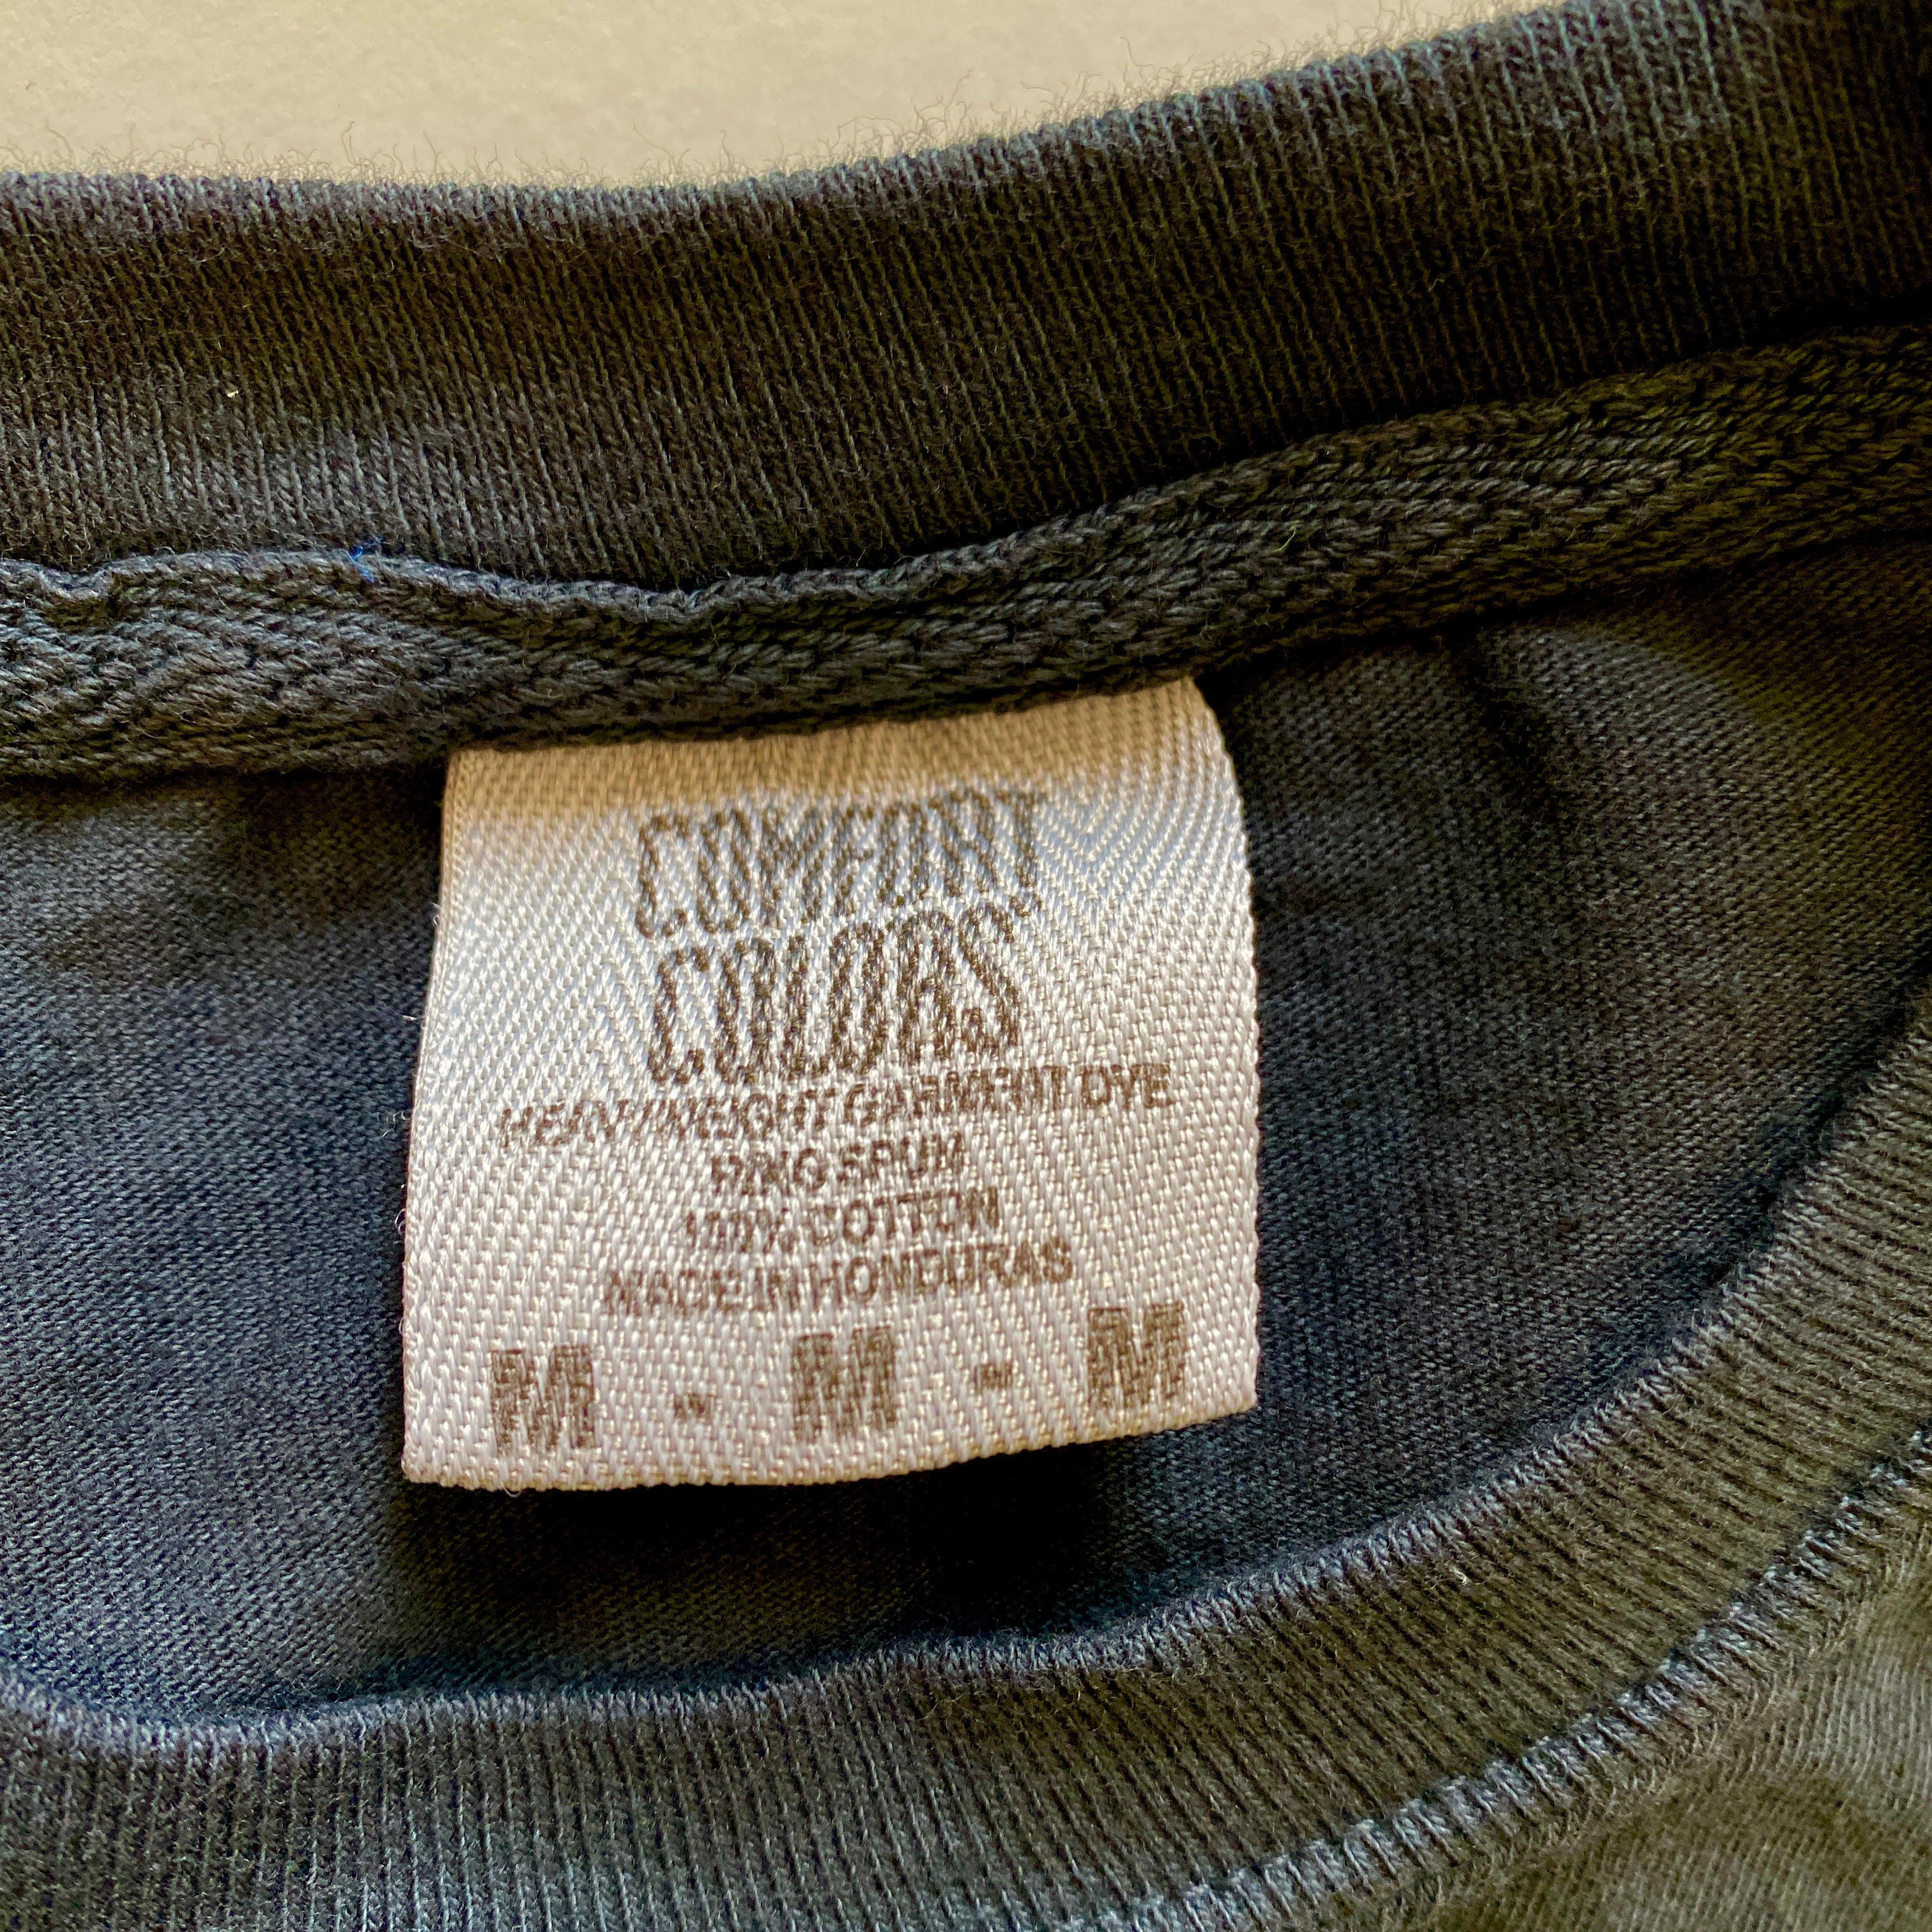 COMFORT
COLORS
HEAVYWEIGHT GARMENT DYE
RING SPUN
100% COTTON
MADE IN HONDURAS
M - M - M